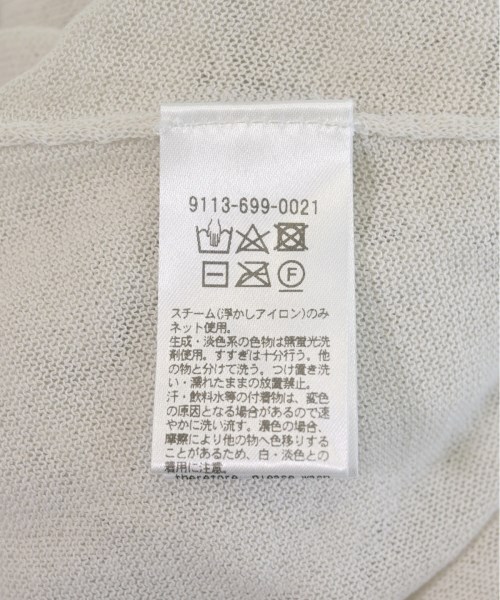 9113-699-0021
スチーム(浮かしアイロン)のみ
ネット使用。
生成・淡色系の色物は無蛍光洗
剤使用。すすぎは十分行う。他
の物と分けて洗う。つけ置き洗
い・濡れたままの放置禁止。
汗・飲料水等の付着物は、変色
の原因となる場合があるので速
やかに洗い流す。濃色の場合、
摩擦により他の物へ色移りする
ことがあるため、白・淡色との
着用に注意。
therefore, please wash